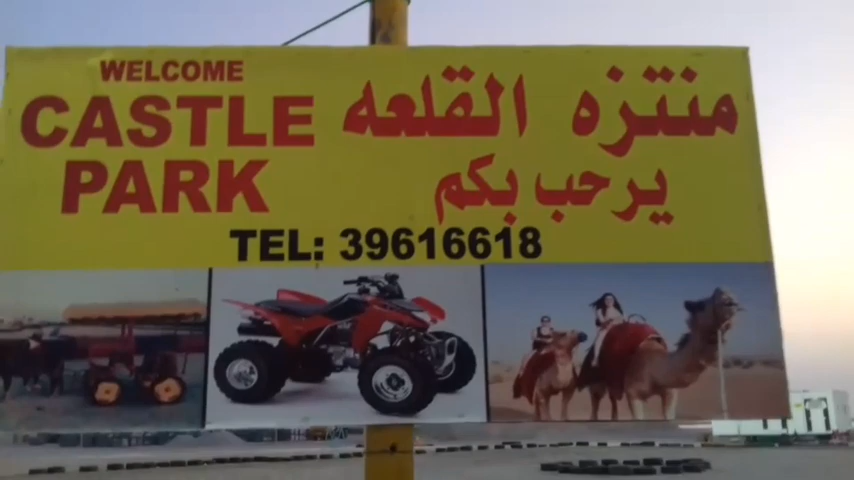 WELCOME
CASTLE
PARK
منتزه القلعه
يرحب بكم
TEL: 39616618